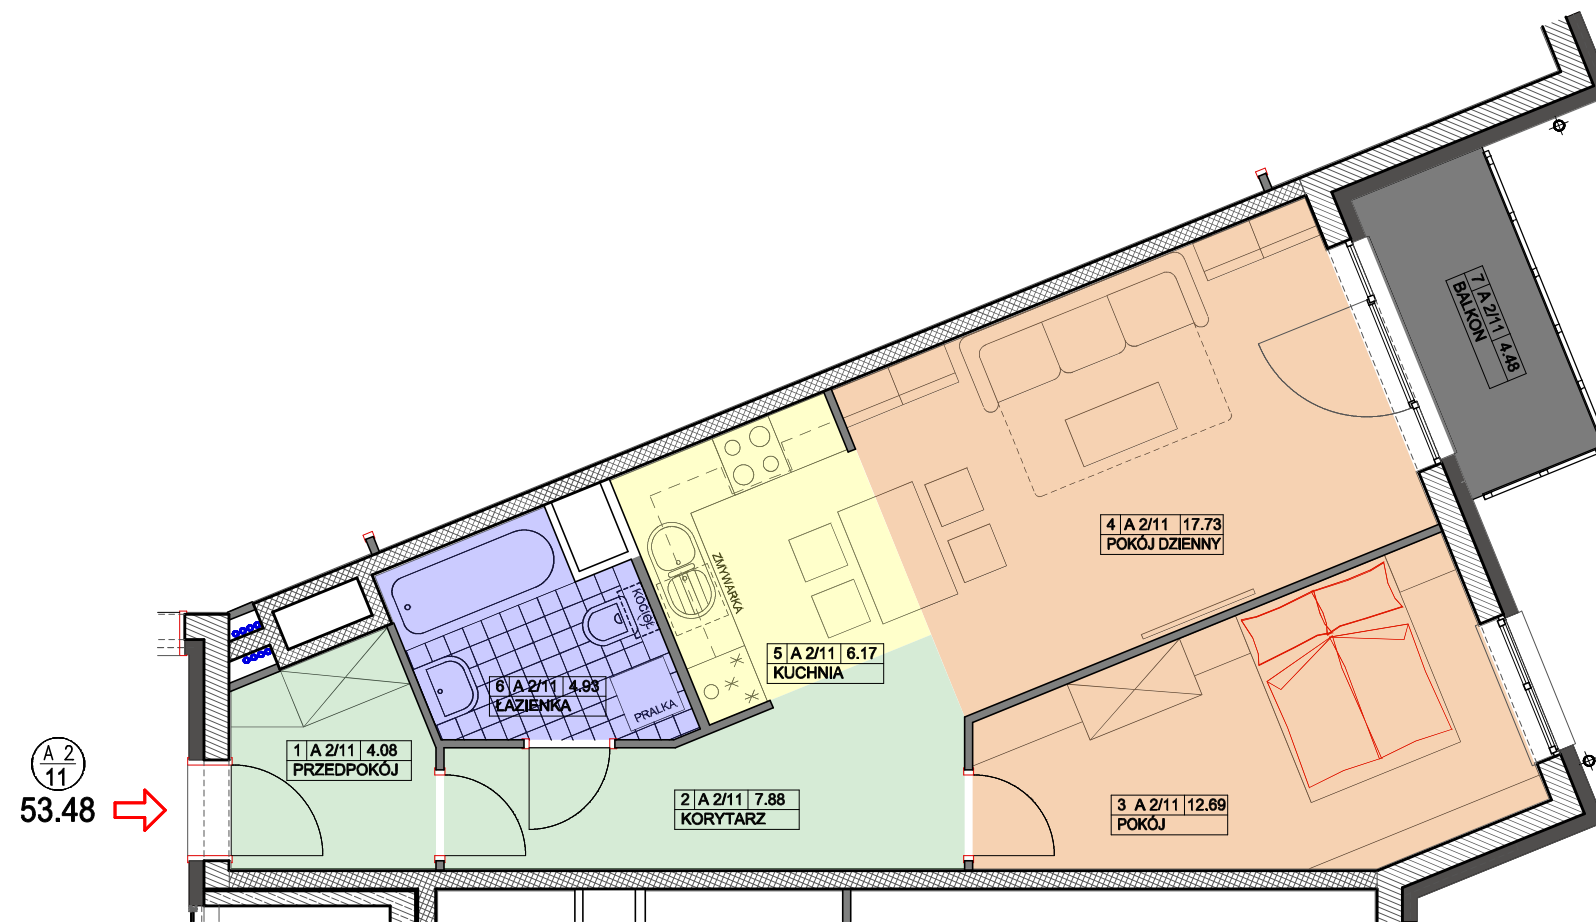 7 A 2/11 4.48
BALKON
4 A 2/11 17.73
POKÓJ DZIENNY
ZMYWARKA
KOCIOŁ
5 A 2/11 6.17
KUCHNIA
6 A 2/11 4.93
ŁAZIENKA
PRALKA
1 A 2/11 4.08
PRZEDPOKÓJ
A 2
11
53.48
2 A 2/11 7.88
KORYTARZ
3 A 2/11 12.69
POKÓJ